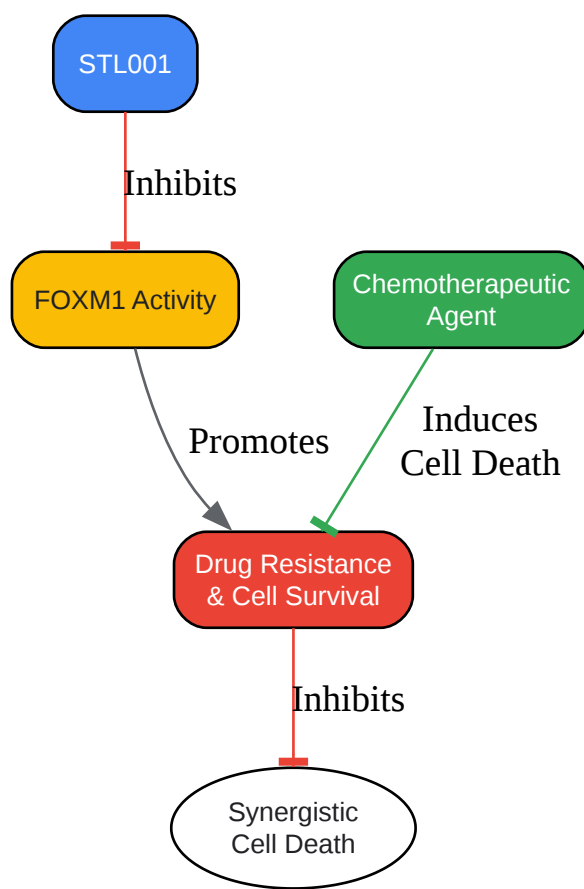 STL001
Inhibits
FOXM1 Activity
Chemotherapeutic
Agent
Promotes
Induces
Cell Death
Drug Resistance
& Cell Survival
Inhibits
Synergistic
Cell Death